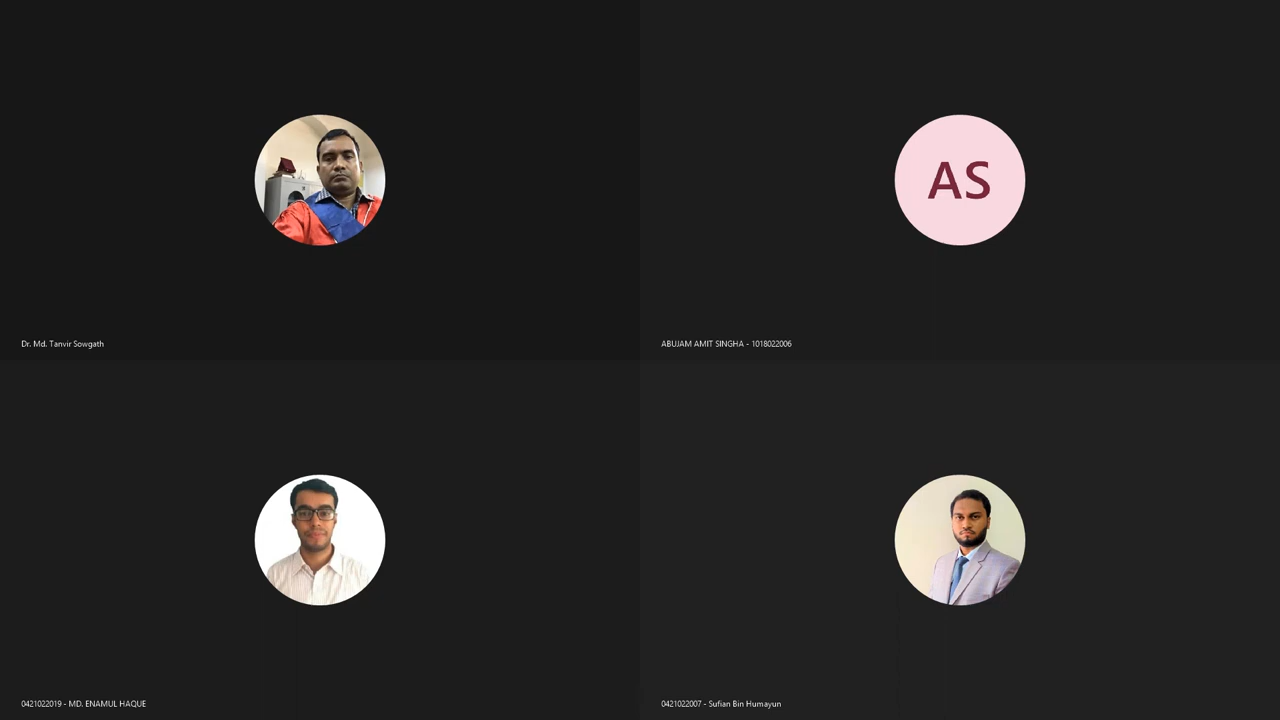 AS
Dr. Md. Tanvir Sowgath
ABUJAM AMIT SINGHA - 1018022006
0421022019 - MD. ENAMUL HAQUE
0421022007 - Sufian Bin Humayun